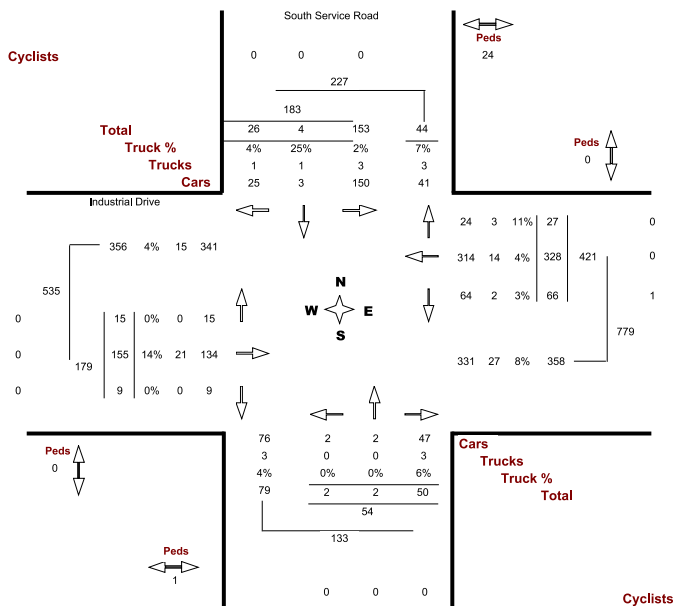 South Service Road
Peds
24
Cyclists 0 0 0
227
183
Total 26 4 153 44
Truck % 4% 25% 2% 7%
Trucks 1 1 3 3
Cars 25 3 150 41
Peds
0
Industrial Drive
24 3 11% 27 0
356 4% 15 341
314 14 4% 328 421 0
535
N
64 2 3% 66 1
W E
S
0 15 0% 0 15
779
0 155 14% 21 134
179
331 27 8% 358
0 9 0% 0 9
76 2 2 47 Cars
3 0 0 3 Trucks
4% 0% 0% 6% Truck %
79 2 2 50 Total
54
133
Peds
0
Peds
1
0 0 0 Cyclists